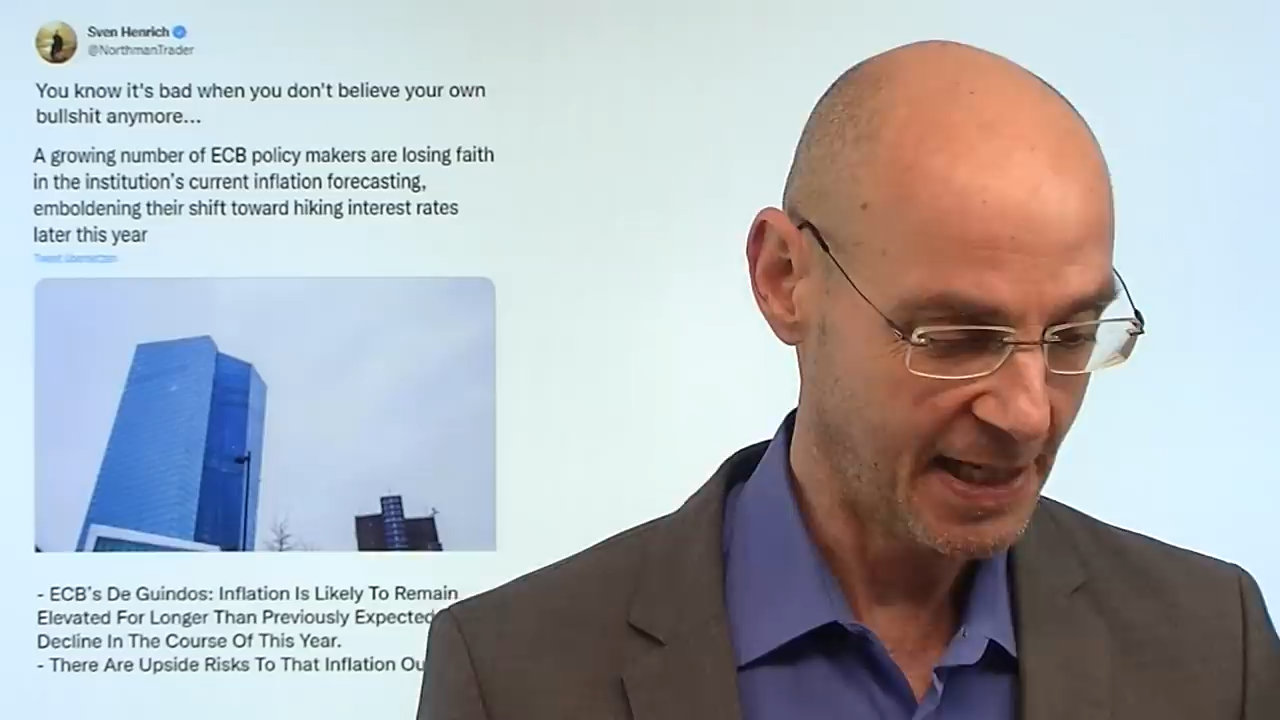 Sven Henrich
@NorthmanTrader
You know it's bad when you don't believe your own
bullshit anymore...
A growing number of ECB policy makers are losing faith
in the institution's current inflation forecasting,
emboldening their shift toward hiking interest rates
later this year
Tweet übersetzen
- ECB's De Guindos: Inflation Is Likely To Remain
Elevated For Longer Than Previously Expected
Decline In The Course Of This Year.
- There Are Upside Risks To That Inflation